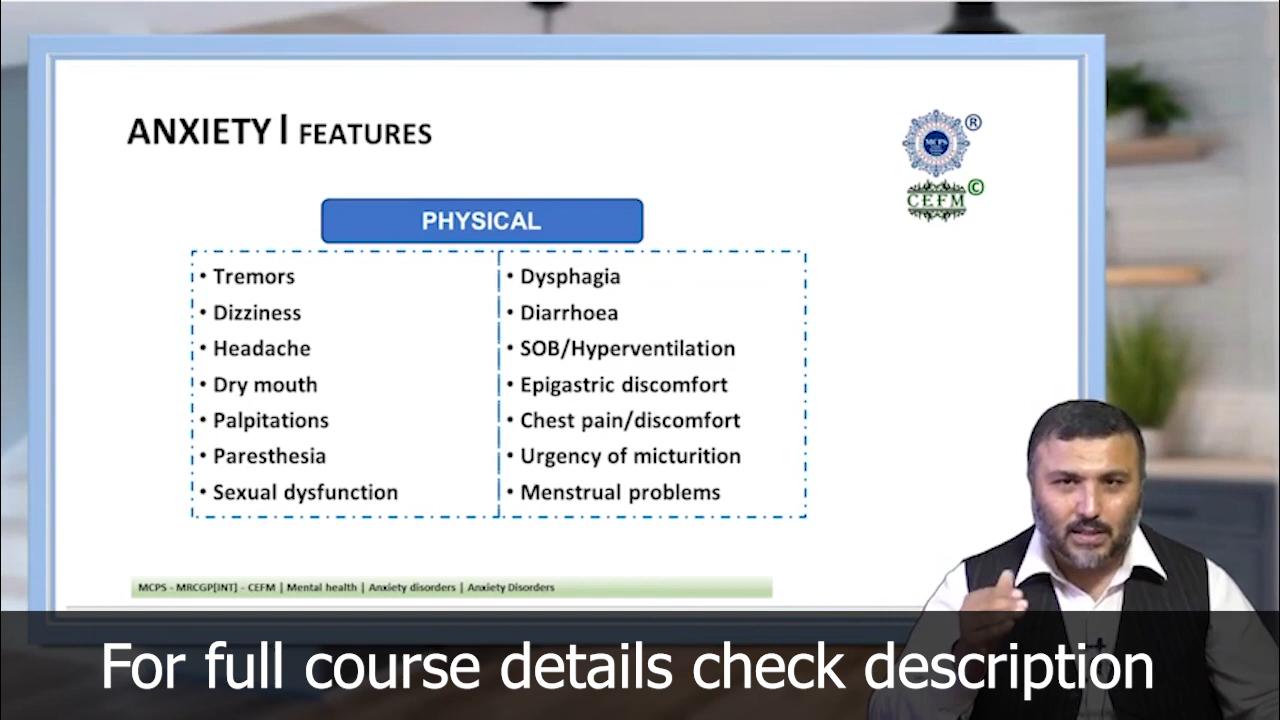 ANXIETY | FEATURES
®
MCPS
©
CEFM
PHYSICAL
• Tremors
• Dizziness
• Headache
• Dry mouth
• Palpitations
• Paresthesia
• Sexual dysfunction
• Dysphagia
• Diarrhoea
• SOB/Hyperventilation
• Epigastric discomfort
• Chest pain/discomfort
• Urgency of micturition
• Menstrual problems
MCPS - MRCGP[INT] - CEFM | Mental health | Anxiety disorders | Anxiety Disorders
For full course details check description